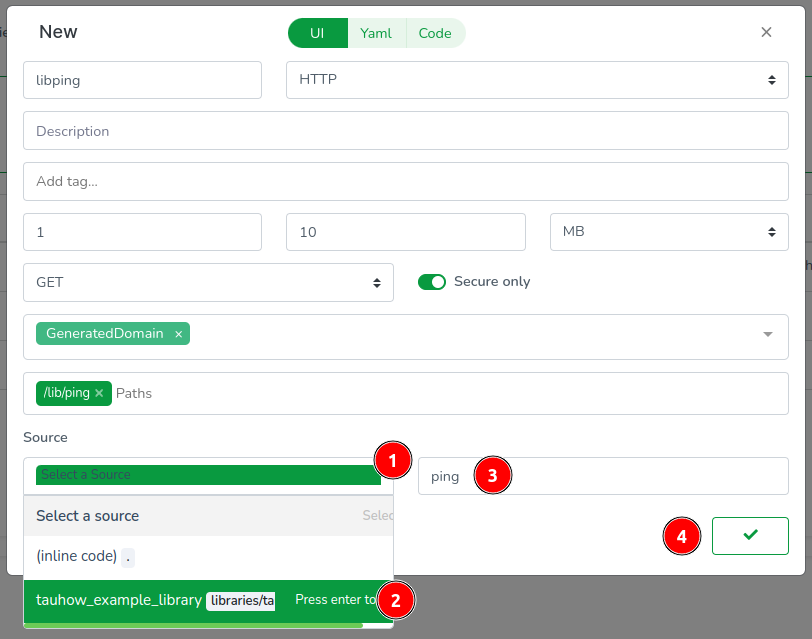 New
UI Yaml Code ×
libping HTTP
Description
Add tag...
1 10 MB
GET Secure only
GeneratedDomain ×
/lib/ping × Paths
Source
Select a Source 1 ping 3
Select a source Selec
(inline code) .
4
tauhow_example_library libraries/ta Press enter to 2